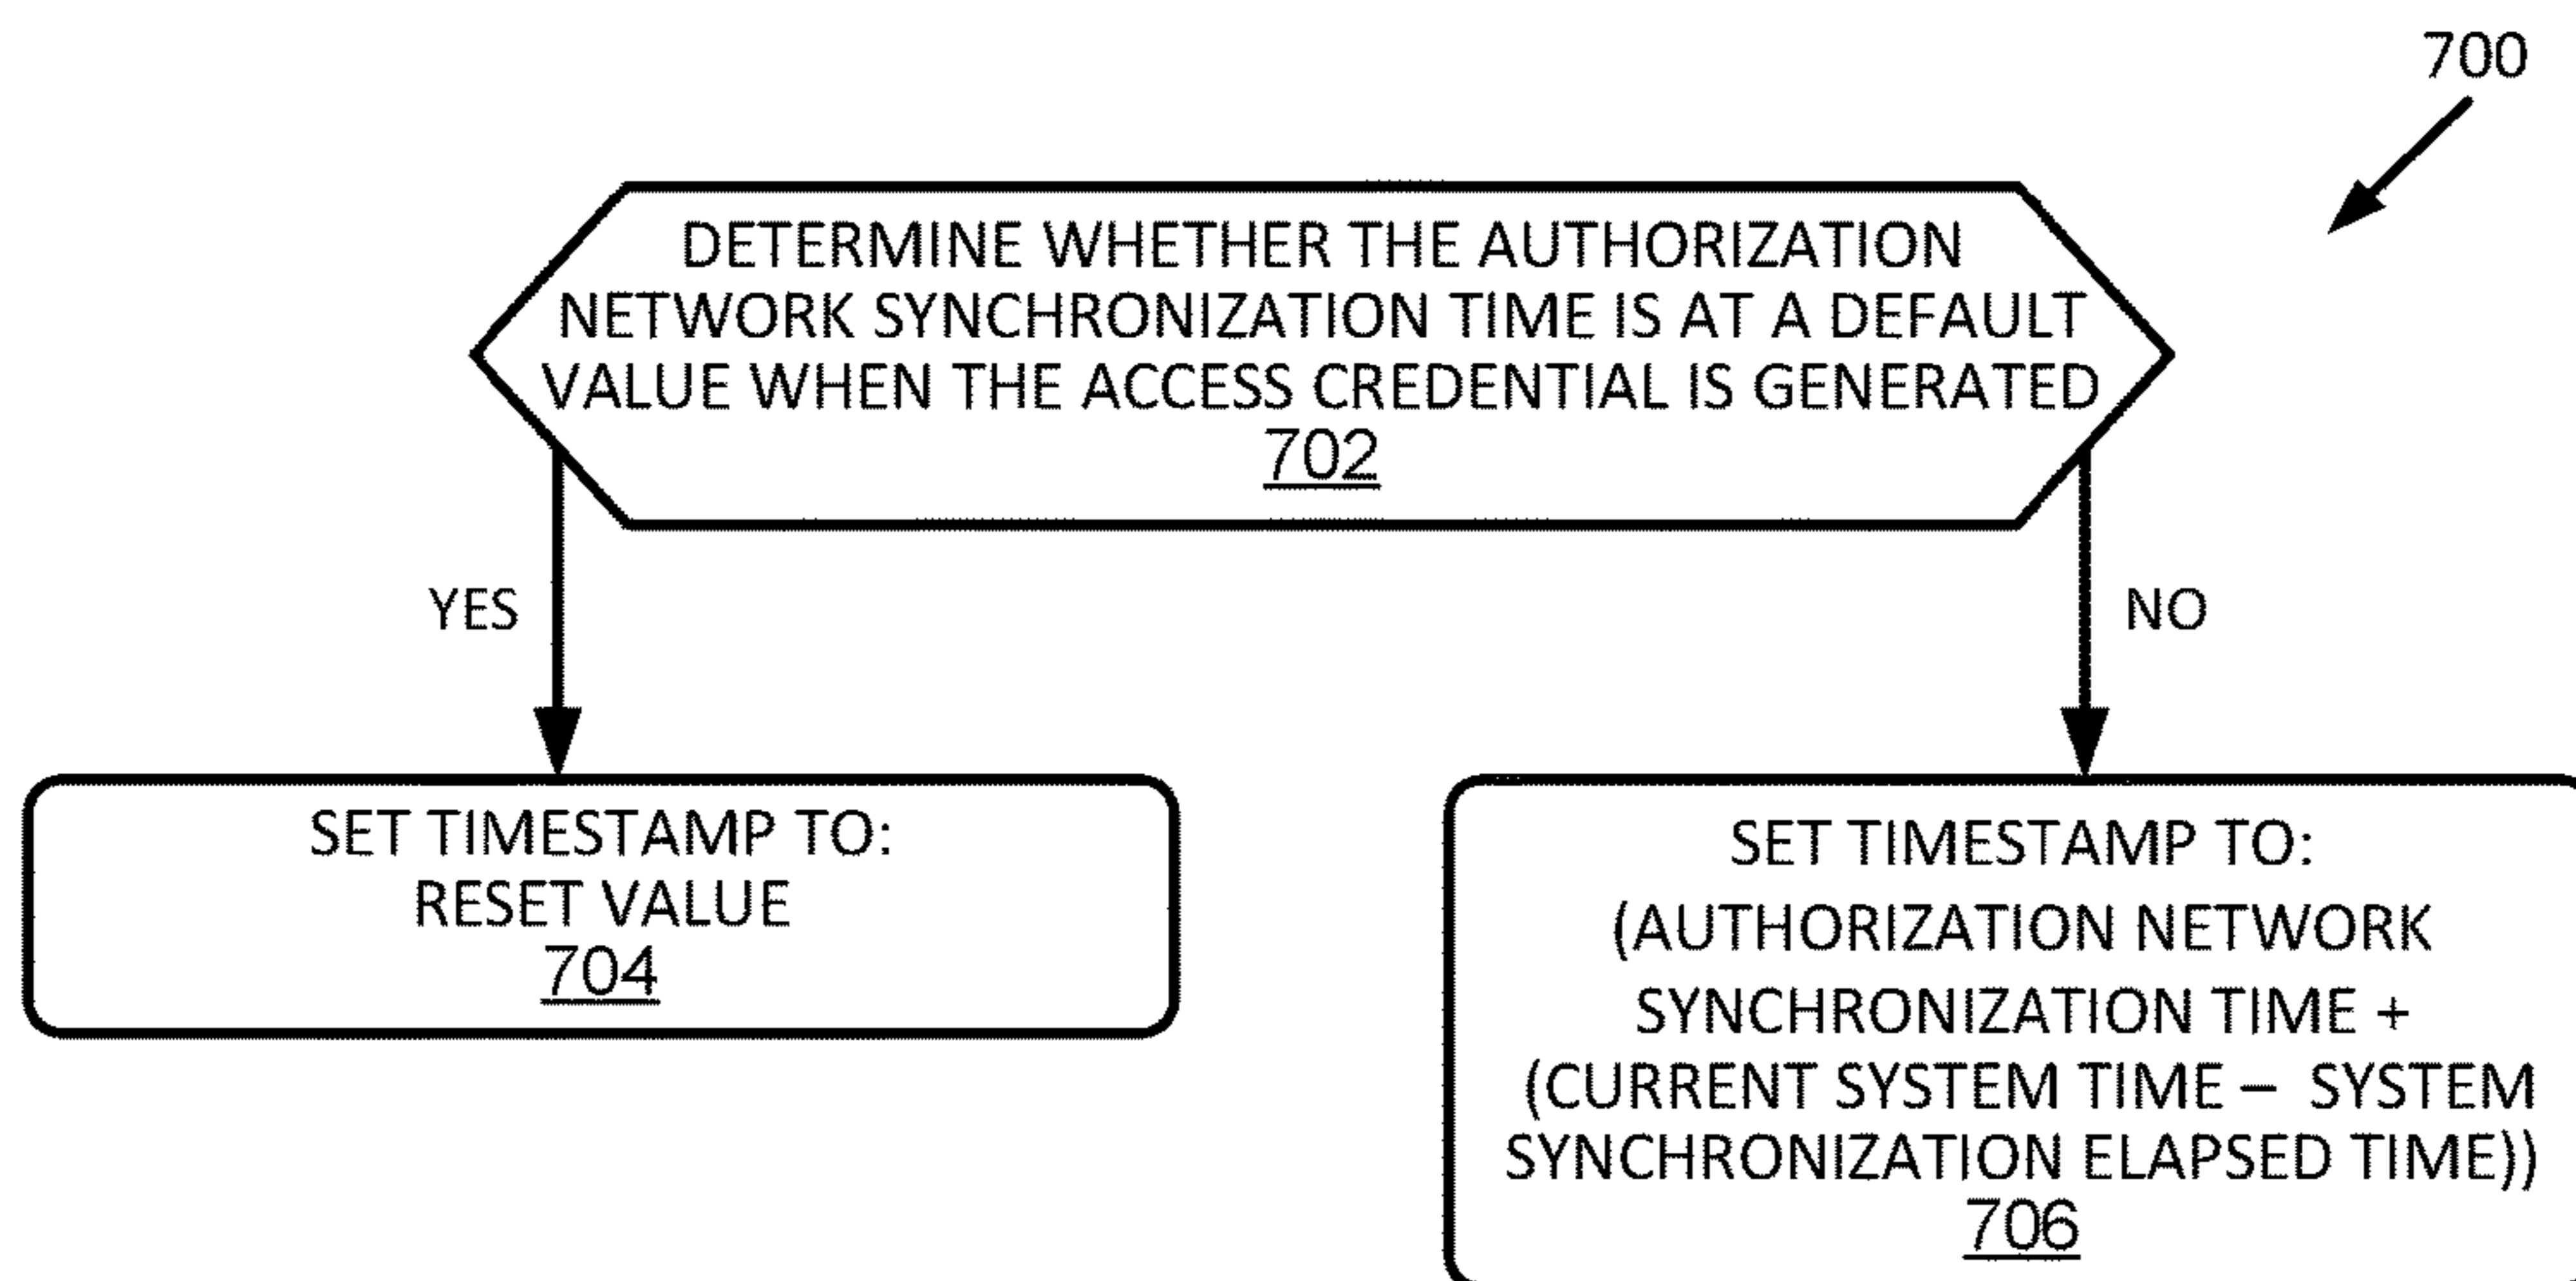 700
DETERMINE WHETHER THE AUTHORIZATION
NETWORK SYNCHRONIZATION TIME IS AT A DEFAULT
VALUE WHEN THE ACCESS CREDENTIAL IS GENERATED
702
YES
NO
SET TIMESTAMP TO:
RESET VALUE
704
SET TIMESTAMP TO:
(AUTHORIZATION NETWORK
SYNCHRONIZATION TIME +
(CURRENT SYSTEM TIME – SYSTEM
SYNCHRONIZATION ELAPSED TIME))
706